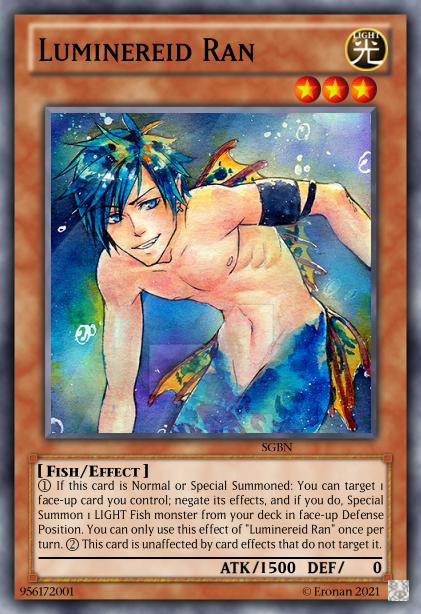 Luminereid Ran
LIGHT
光
SGBN
[ Fish/Effect ]
① If this card is Normal or Special Summoned: You can target 1
face-up card you control; negate its effects, and if you do, Special
Summon 1 LIGHT Fish monster from your deck in face-up Defense
Position. You can only use this effect of "Luminereid Ran" once per
turn. ② This card is unaffected by card effects that do not target it.
ATK/1500 DEF/ 0
956172001 © Eronan 2021